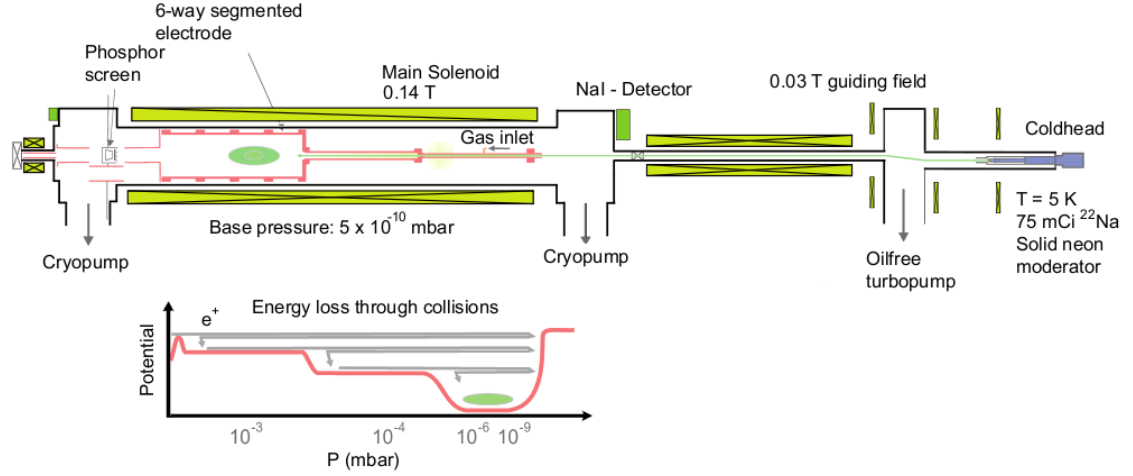 6-way segmented
electrode
Phosphor
screen
Main Solenoid
0.14 T
NaI - Detector
0.03 T guiding field
Coldhead
Gas inlet
T = 5 K
75 mCi ²²Na
Solid neon
moderator
Base pressure: 5 x 10⁻¹⁰ mbar
Cryopump
Cryopump
Oilfree
turbopump
Energy loss through collisions
e⁺
Potential
10⁻³ 10⁻⁴ 10⁻⁶ 10⁻⁹
P (mbar)